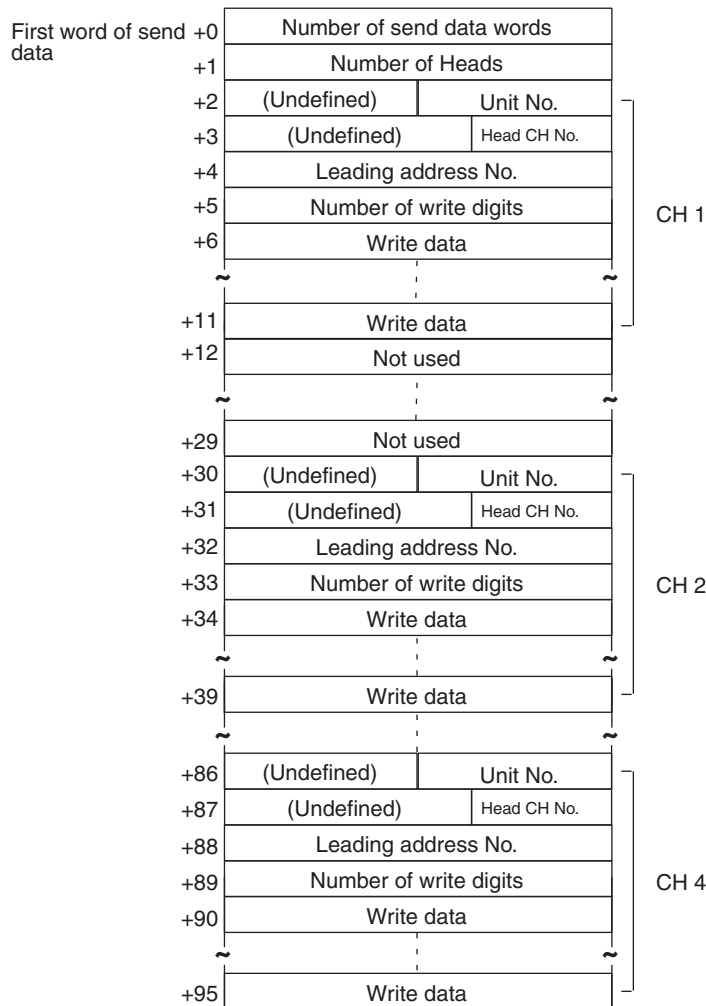 First word of send data
+0 Number of send data words
+1 Number of Heads
+2 (Undefined) Unit No.
+3 (Undefined) Head CH No.
+4 Leading address No.
+5 Number of write digits
+6 Write data
CH 1
~ ~
+11 Write data
+12 Not used
~ ~
+29 Not used
+30 (Undefined) Unit No.
+31 (Undefined) Head CH No.
+32 Leading address No.
+33 Number of write digits
+34 Write data
CH 2
~ ~
+39 Write data
~ ~
+86 (Undefined) Unit No.
+87 (Undefined) Head CH No.
+88 Leading address No.
+89 Number of write digits
+90 Write data
CH 4
~ ~
+95 Write data